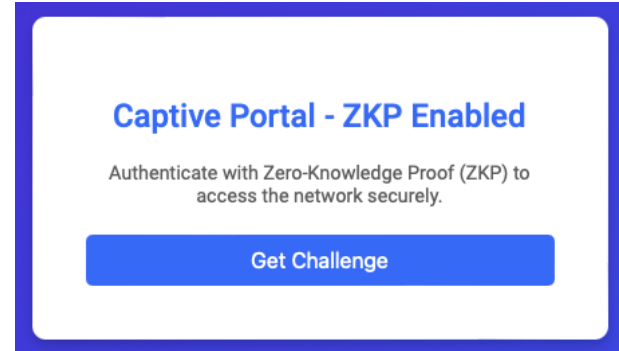 Captive Portal - ZKP Enabled
Authenticate with Zero-Knowledge Proof (ZKP) to
access the network securely.
Get Challenge